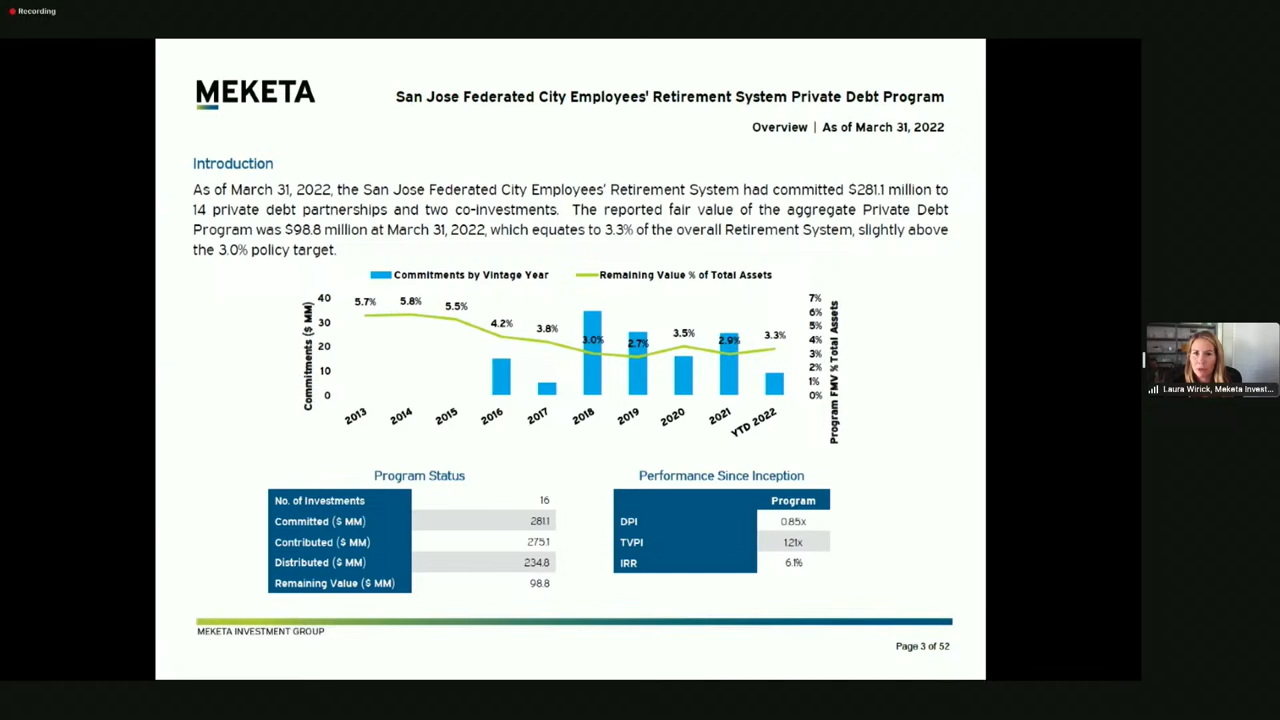 Recording
MEKETA
San Jose Federated City Employees' Retirement System Private Debt Program
Overview | As of March 31, 2022
Introduction
As of March 31, 2022, the San Jose Federated City Employees' Retirement System had committed $281.1 million to
14 private debt partnerships and two co-investments. The reported fair value of the aggregate Private Debt
Program was $98.8 million at March 31, 2022, which equates to 3.3% of the overall Retirement System, slightly above
the 3.0% policy target.
Commitments by Vintage Year
Remaining Value % of Total Assets
Commitments ($ MM)
40
30
20
10
0
5.7%
5.8%
5.5%
4.2%
3.8%
3.0%
2.7%
3.5%
2.9%
3.3%
7%
6%
5%
4%
3%
2%
1%
0%
Program FMV % Total Assets
2013
2014
2015
2016
2017
2018
2019
2020
2021
YTD 2022
Program Status
No. of Investments 16
Committed ($ MM) 281.1
Contributed ($ MM) 275.1
Distributed ($ MM) 234.8
Remaining Value ($ MM) 98.8
Performance Since Inception
Program
DPI 0.85x
TVPI 1.21x
IRR 6.1%
MEKETA INVESTMENT GROUP
Page 3 of 52
Laura Wirick, Meketa Invest...